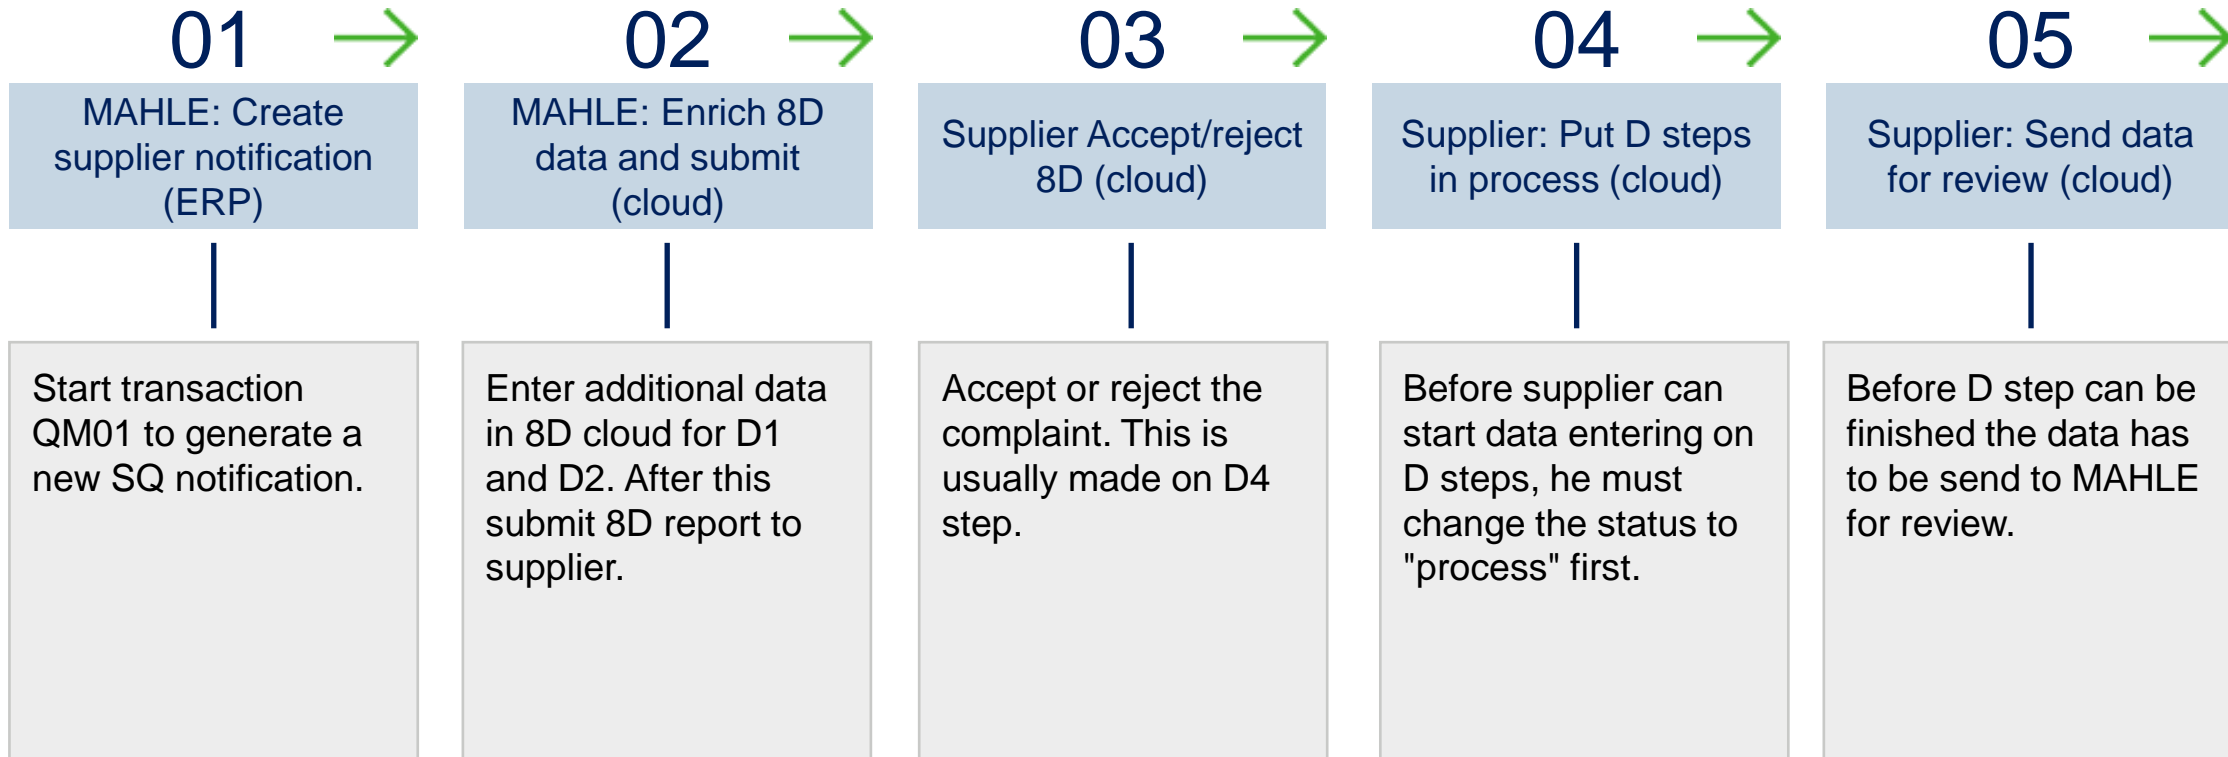 01
MAHLE: Create
supplier notification
(ERP)
Start transaction
QM01 to generate a
new SQ notification.
02
MAHLE: Enrich 8D
data and submit
(cloud)
Enter additional data
in 8D cloud for D1
and D2. After this
submit 8D report to
supplier.
03
Supplier Accept/reject
8D (cloud)
Accept or reject the
complaint. This is
usually made on D4
step.
04
Supplier: Put D steps
in process (cloud)
Before supplier can
start data entering on
D steps, he must
change the status to
"process" first.
05
Supplier: Send data
for review (cloud)
Before D step can be
finished the data has
to be send to MAHLE
for review.